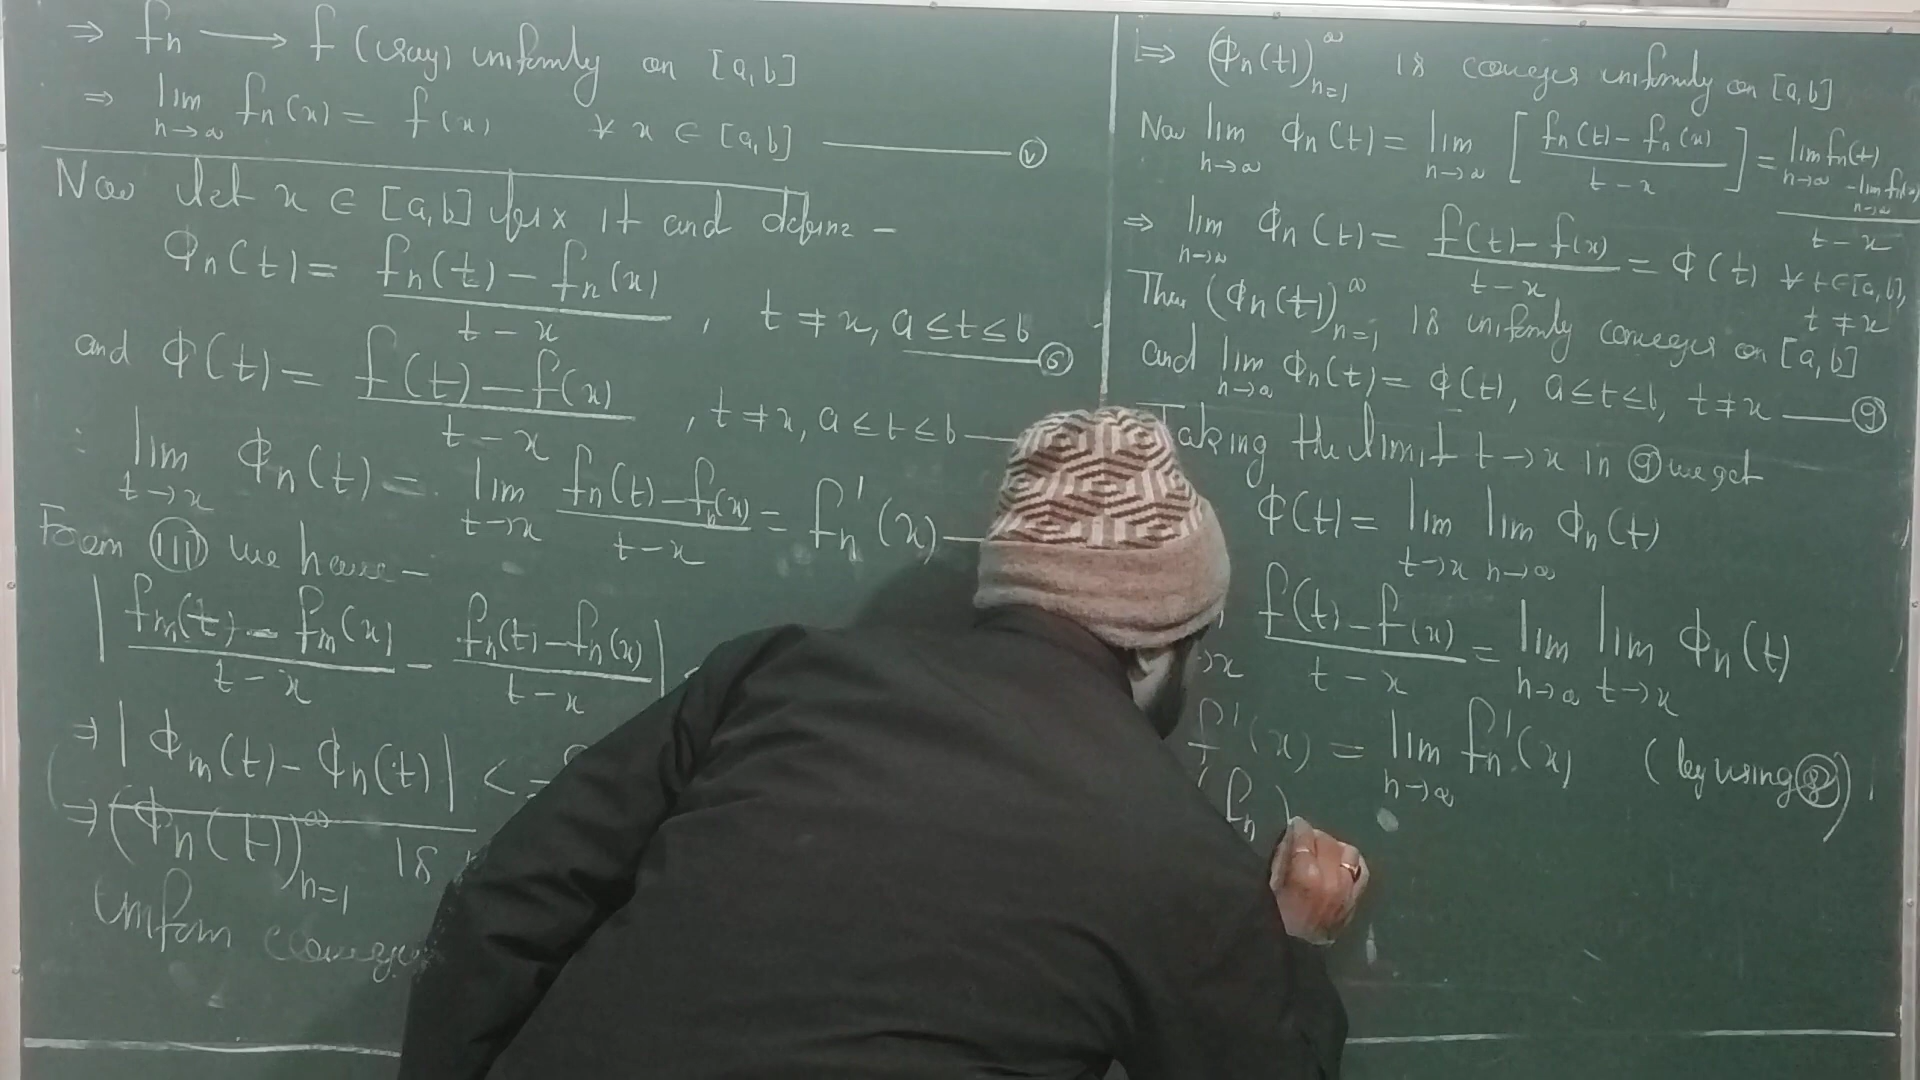 ⇒ fn ⟶ f (say) uniformly on [a,b]
⇒ lim n→∞ fn(x) = f(x) ∀ x ∈ [a,b] —— (v)
Now let x ∈ [a,b] fix it and define –
Φn(t) = (fn(t) – fn(x)) / (t – x) , t ≠ x, a ≤ t ≤ b —— (6)
and Φ(t) = (f(t) – f(x)) / (t – x) , t ≠ x, a ≤ t ≤ b —
∴ lim t→x Φn(t) = lim t→x (fn(t) – fn(x)) / (t – x) = fn'(x) —
From (III) we have –
| (fm(t) – fm(x)) / (t – x) – (fn(t) – fn(x)) / (t – x) |
⇒ | Φm(t) – Φn(t) | <
⇒ (Φn(t))∞ n=1 is
uniform
⇒ (Φn(t))∞ n=1 is converges uniformly on [a,b]
Now lim n→∞ Φn(t) = lim n→∞ [ (fn(t) – fn(x)) / (t – x) ] = (lim n→∞ fn(t) – lim n→∞ fn(x)) / (t – x)
⇒ lim n→∞ Φn(t) = (f(t) – f(x)) / (t – x) = Φ(t) ∀ t ∈ [a,b], t ≠ x
Thus (Φn(t))∞ n=1 is uniformly converges on [a,b]
and lim n→∞ Φn(t) = Φ(t), a ≤ t ≤ b, t ≠ x —— (9)
Taking the limit t → x in (9) we get
Φ(t) = lim t→x lim n→∞ Φn(t)
→x (f(t) – f(x)) / (t – x) = lim n→∞ lim t→x Φn(t)
f'(x) = lim n→∞ fn'(x) (by using (8))
(fn)